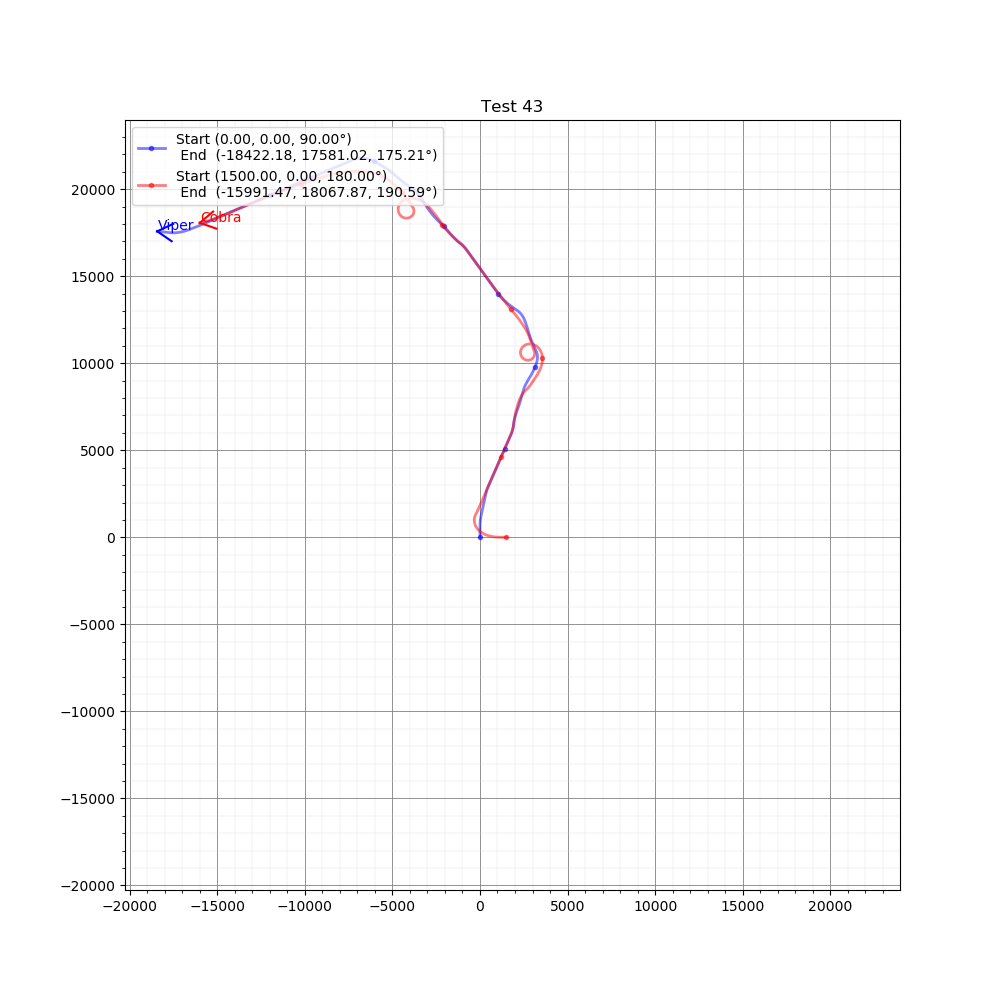 Test 43
Start (0.00, 0.00, 90.00°)
End (-18422.18, 17581.02, 175.21°)
Start (1500.00, 0.00, 180.00°)
End (-15991.47, 18067.87, 190.59°)
Viper
Cobra
20000
15000
10000
5000
0
−5000
−10000
−15000
−20000
−20000 −15000 −10000 −5000 0 5000 10000 15000 20000